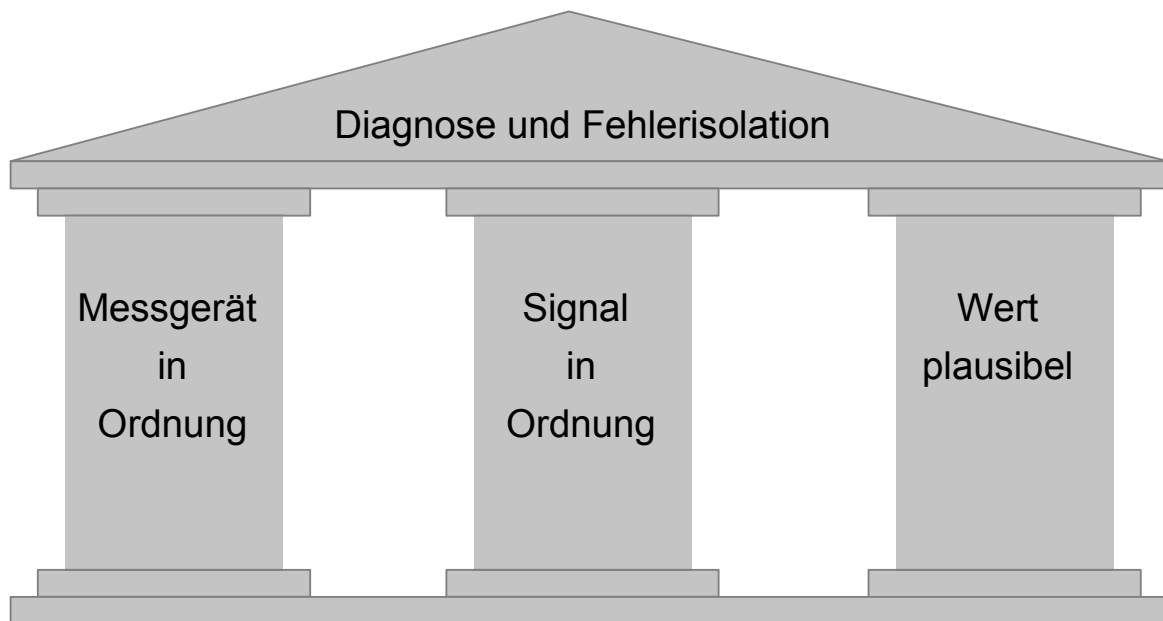 Diagnose und Fehlerisolation
Messgerät
in
Ordnung
Signal
in
Ordnung
Wert
plausibel